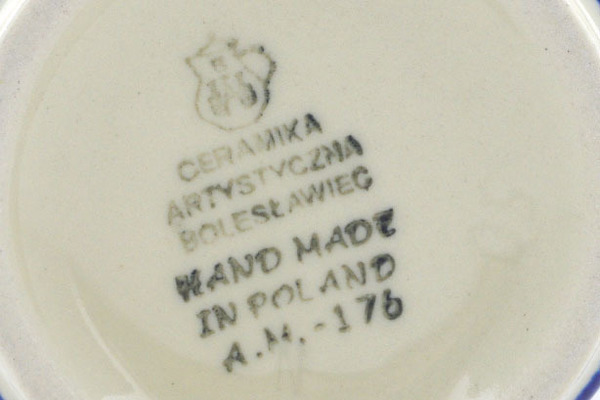 CERAMIKA
ARTYSTYCZNA
BOLESŁAWIEC
HAND MADE
IN POLAND
A.M.-176